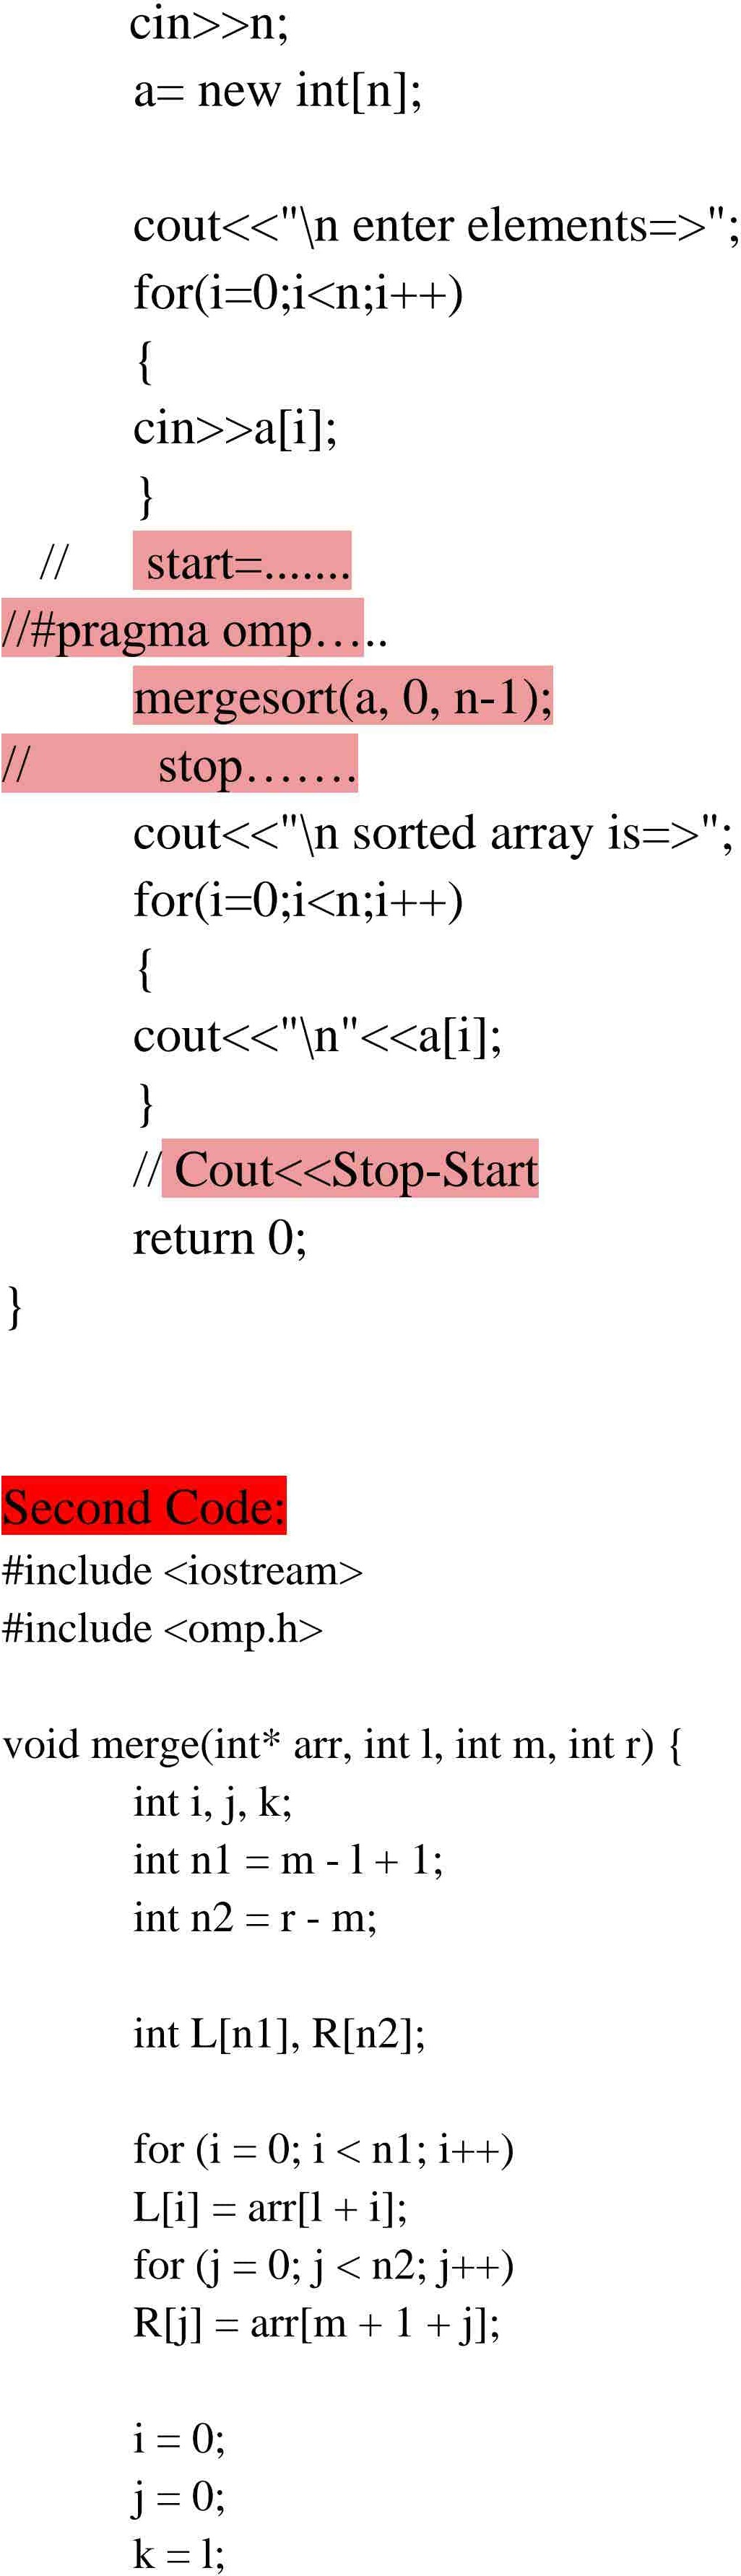 cin>>n;
a= new int[n];
cout<<"\n enter elements=>";
for(i=0;i<n;i++)
{
cin>>a[i];
}
// start=.......
//#pragma omp…..
mergesort(a, 0, n-1);
// stop…….
cout<<"\n sorted array is=>";
for(i=0;i<n;i++)
{
cout<<"\n"<<a[i];
}
// Cout<<Stop-Start
return 0;
}
Second Code:
#include <iostream>
#include <omp.h>
void merge(int* arr, int l, int m, int r) {
int i, j, k;
int n1 = m - l + 1;
int n2 = r - m;
int L[n1], R[n2];
for (i = 0; i < n1; i++)
L[i] = arr[l + i];
for (j = 0; j < n2; j++)
R[j] = arr[m + 1 + j];
i = 0;
j = 0;
k = l;